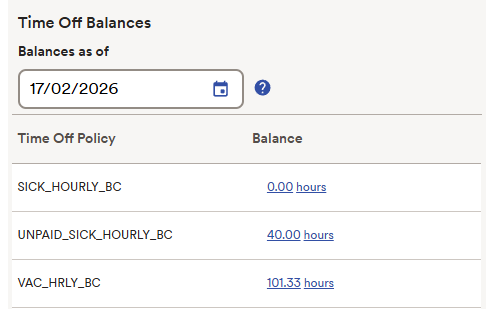 Time Off Balances
Balances as of
17/02/2026
?
Time Off Policy Balance
SICK_HOURLY_BC 0.00 hours
UNPAID_SICK_HOURLY_BC 40.00 hours
VAC_HRLY_BC 101.33 hours